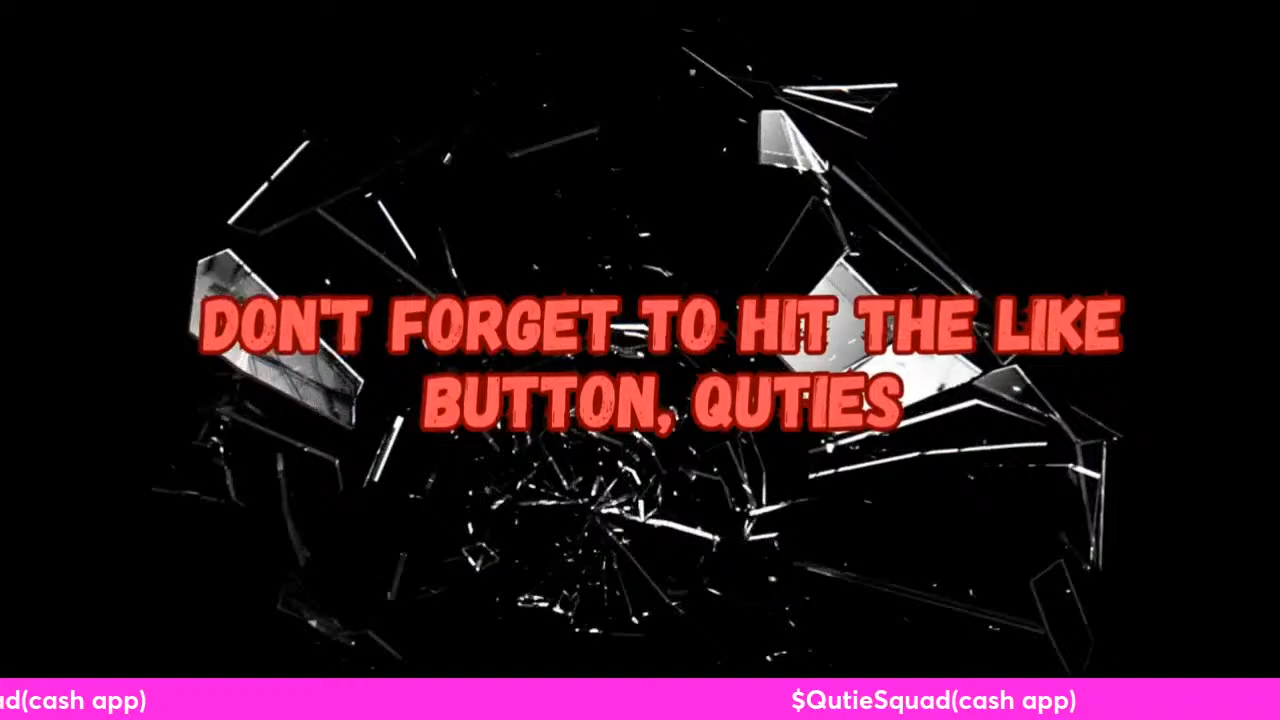 DON'T FORGET TO HIT THE LIKE
BUTTON, QUTIES
ad(cash app) $QutieSquad(cash app)